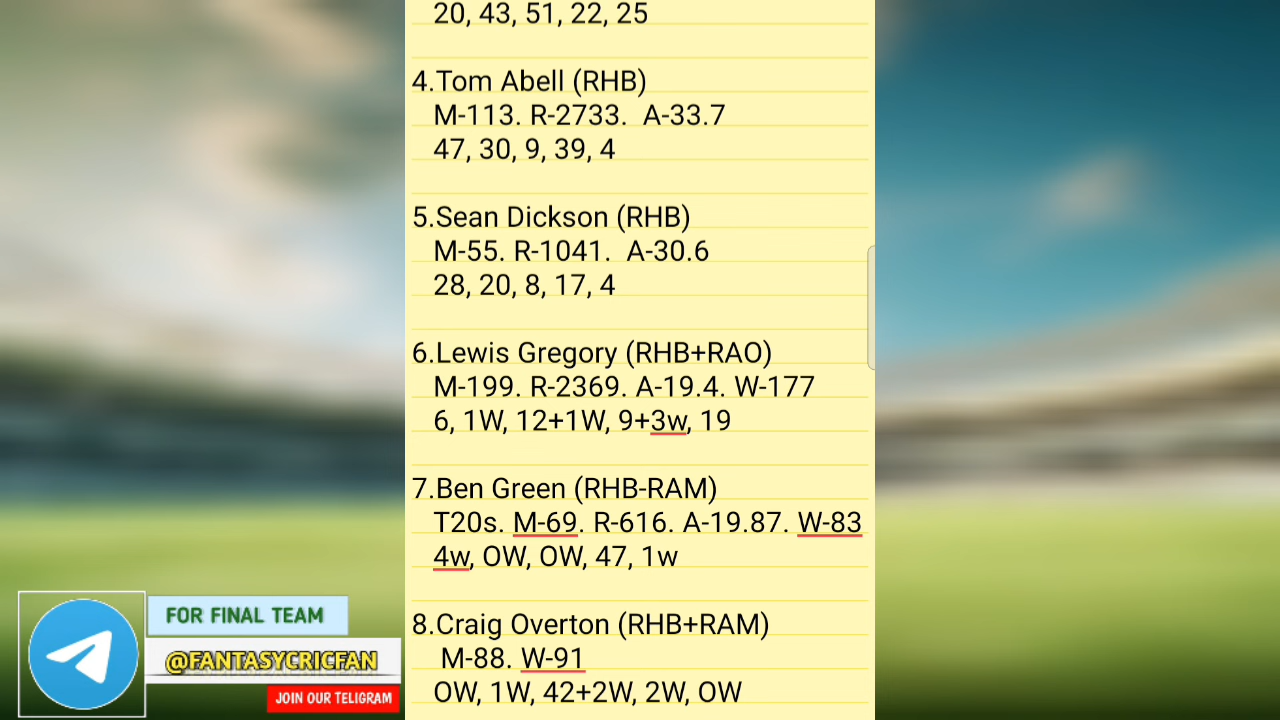 20, 43, 51, 22, 25
4.Tom Abell (RHB)
M-113. R-2733.  A-33.7
47, 30, 9, 39, 4
5.Sean Dickson (RHB)
M-55. R-1041.  A-30.6
28, 20, 8, 17, 4
6.Lewis Gregory (RHB+RAO)
M-199. R-2369. A-19.4. W-177
6, 1W, 12+1W, 9+3w, 19
7.Ben Green (RHB-RAM)
T20s. M-69. R-616. A-19.87. W-83
4w, OW, OW, 47, 1w
8.Craig Overton (RHB+RAM)
M-88. W-91
OW, 1W, 42+2W, 2W, OW
FOR FINAL TEAM
@FANTASYCRICFAN
JOIN OUR TELIGRAM